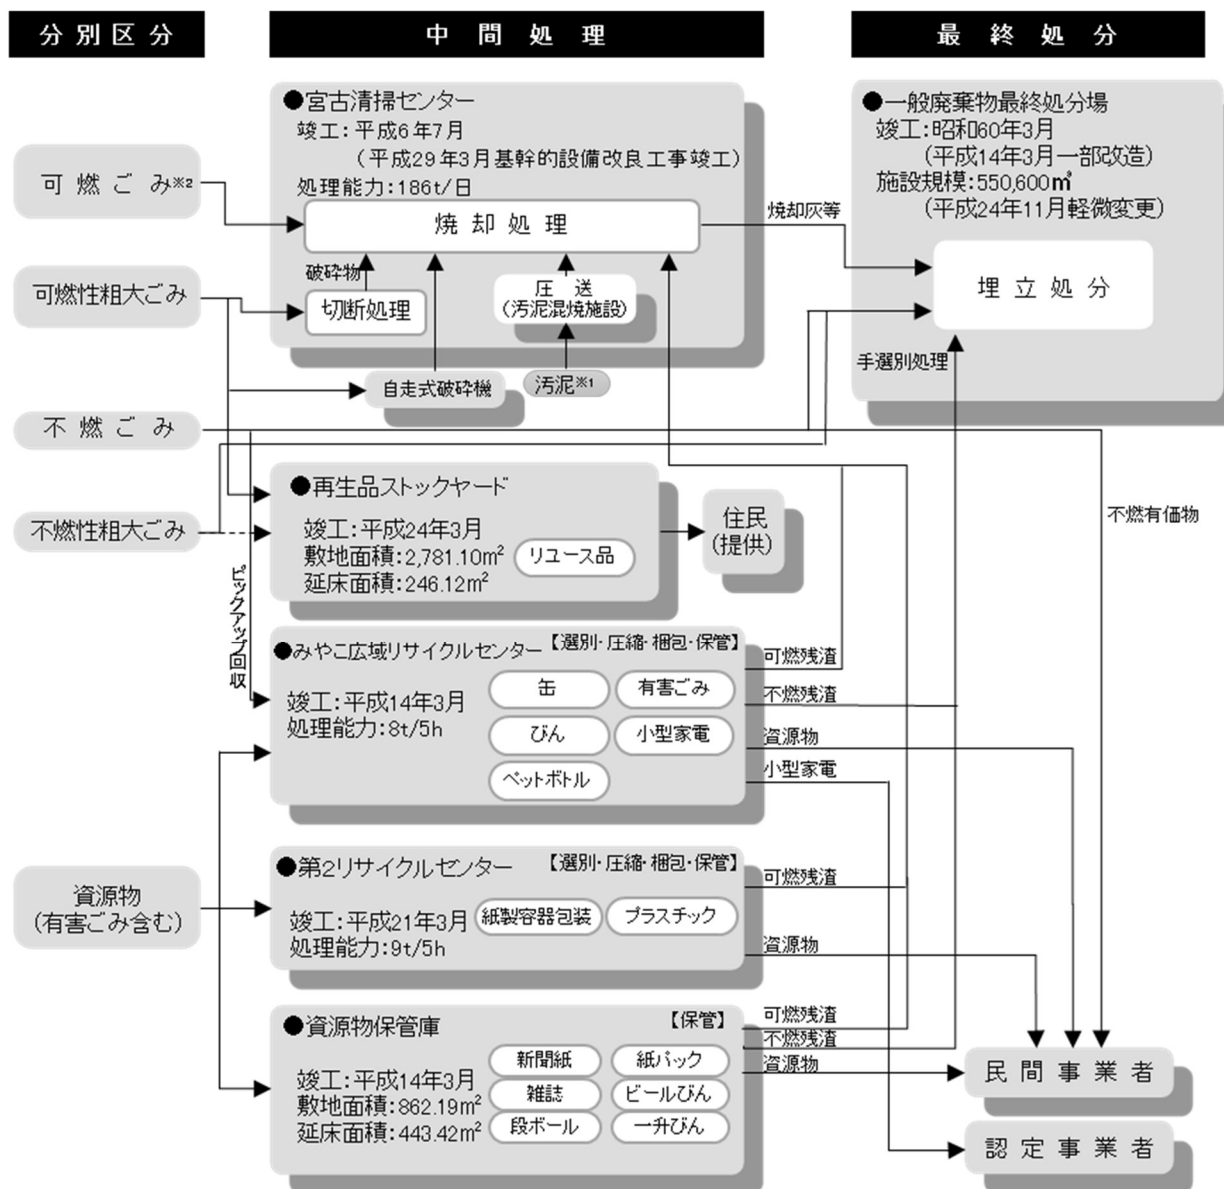 分別区分
中間処理
最終処分
●宮古清掃センター
竣工:平成6年7月
(平成29年3月基幹的設備改良工事竣工)
処理能力:186t/日
焼却処理
破砕物
切断処理
圧送
(汚泥混焼施設)
自走式破砕機
汚泥※1
●一般廃棄物最終処分場
竣工:昭和60年3月
(平成14年3月一部改造)
施設規模:550,600㎥
(平成24年11月軽微変更)
焼却灰等
埋立処分
手選別処理
可燃ごみ※2
可燃性粗大ごみ
不燃ごみ
不燃性粗大ごみ
ピックアップ回収
●再生品ストックヤード
竣工:平成24年3月
敷地面積:2,781.10m²
延床面積:246.12m²
リユース品
住民
(提供)
不燃有価物
●みやこ広域リサイクルセンター 【選別・圧縮・梱包・保管】
竣工:平成14年3月
処理能力:8t/5h
缶
有害ごみ
びん
小型家電
ペットボトル
可燃残渣
不燃残渣
資源物
小型家電
資源物
(有害ごみ含む)
●第2リサイクルセンター 【選別・圧縮・梱包・保管】
竣工:平成21年3月
処理能力:9t/5h
紙製容器包装
プラスチック
可燃残渣
資源物
●資源物保管庫 【保管】
竣工:平成14年3月
敷地面積:862.19m²
延床面積:443.42m²
新聞紙
紙パック
雑誌
ビールびん
段ボール
一升びん
可燃残渣
不燃残渣
資源物
民間事業者
認定事業者